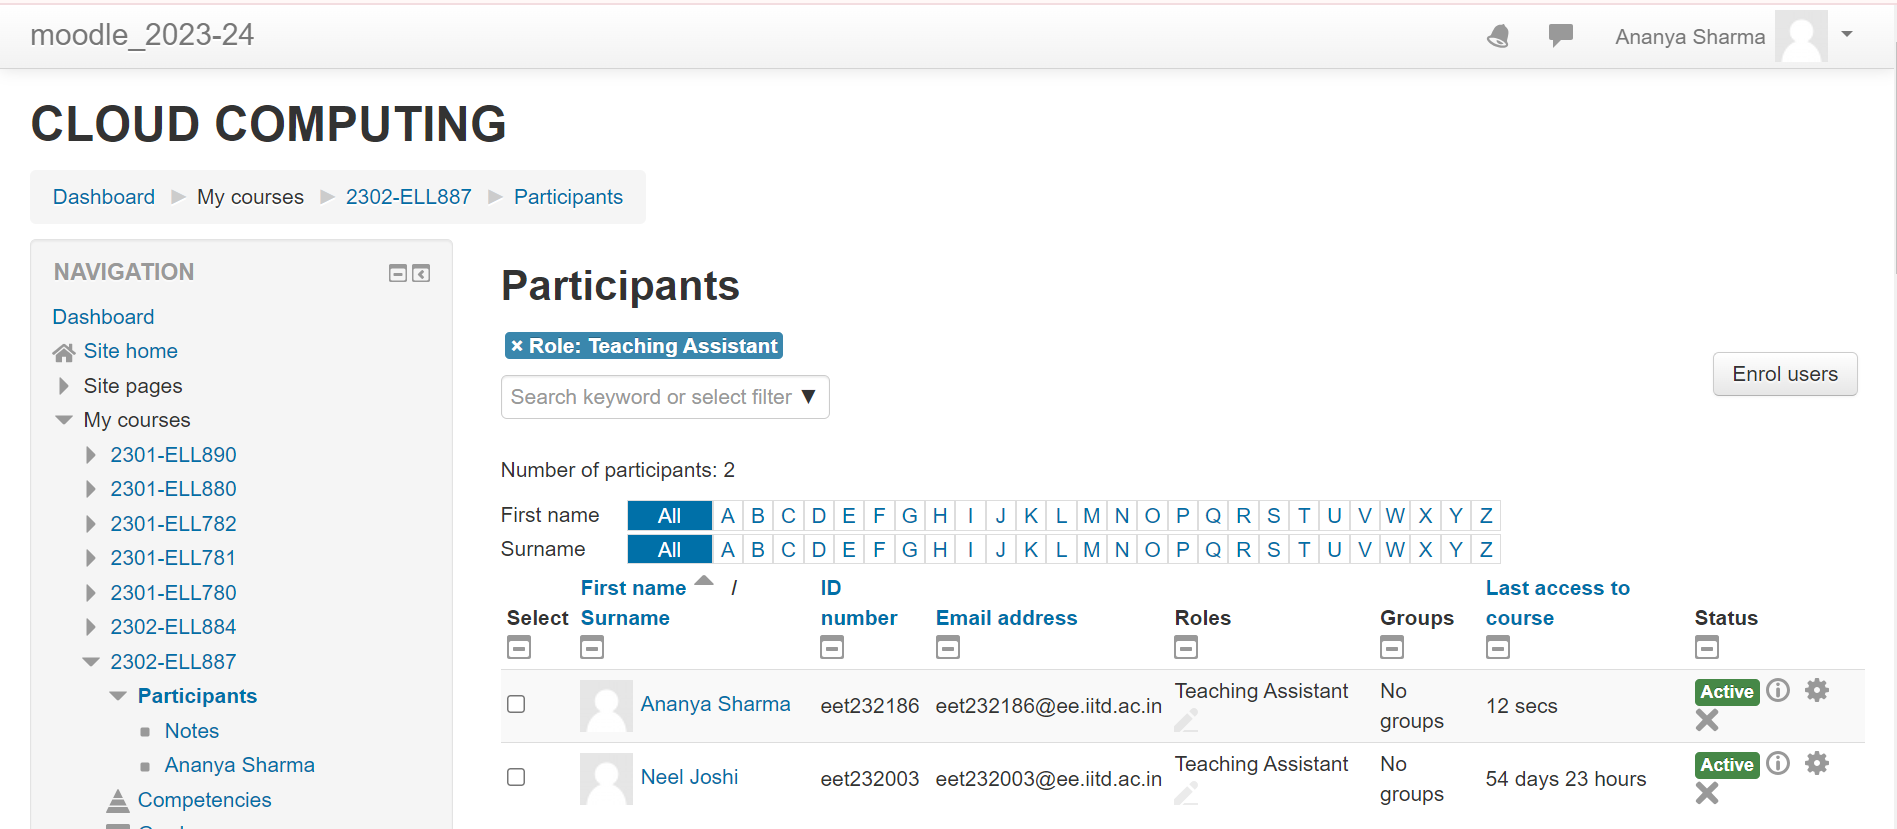 moodle_2023-24
Ananya Sharma
CLOUD COMPUTING
Dashboard My courses 2302-ELL887 Participants
NAVIGATION
Dashboard
Site home
Site pages
My courses
2301-ELL890
2301-ELL880
2301-ELL782
2301-ELL781
2301-ELL780
2302-ELL884
2302-ELL887
Participants
Notes
Ananya Sharma
Competencies
Participants
× Role: Teaching Assistant
Search keyword or select filter ▼
Enrol users
Number of participants: 2
First name All A B C D E F G H I J K L M N O P Q R S T U V W X Y Z
Surname All A B C D E F G H I J K L M N O P Q R S T U V W X Y Z
Select First name / Surname ID number Email address Roles Groups Last access to course Status
Ananya Sharma eet232186 eet232186@ee.iitd.ac.in Teaching Assistant No groups 12 secs Active
Neel Joshi eet232003 eet232003@ee.iitd.ac.in Teaching Assistant No groups 54 days 23 hours Active